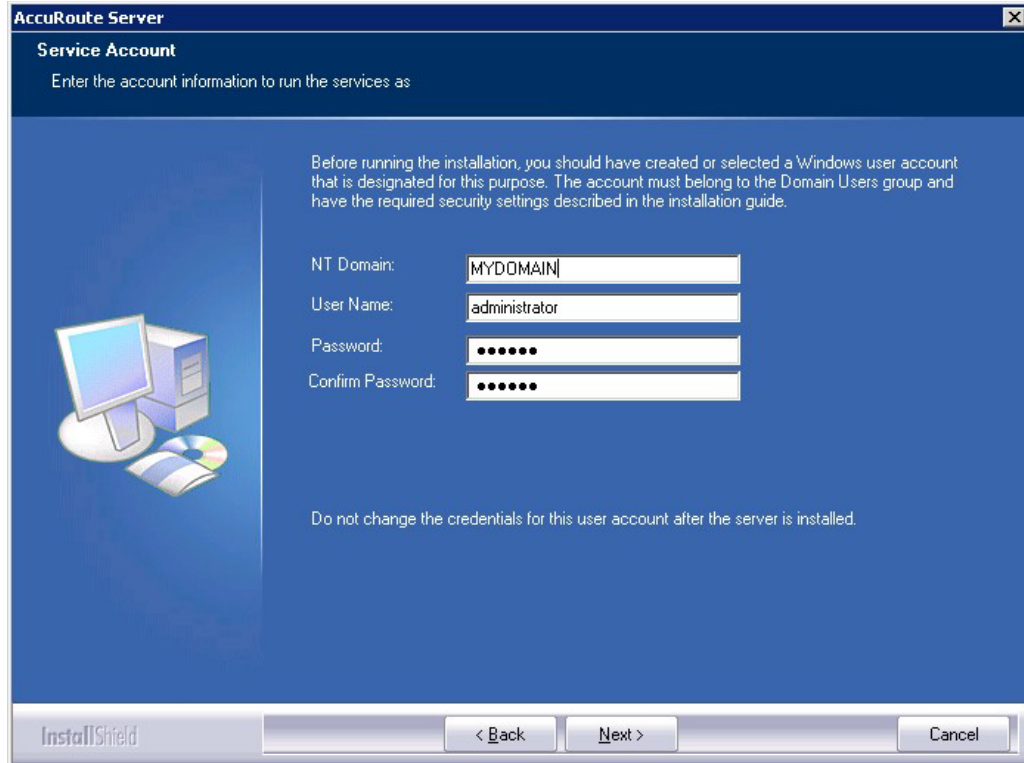 AccuRoute Server
Service Account
Enter the account information to run the services as
Before running the installation, you should have created or selected a Windows user account
that is designated for this purpose. The account must belong to the Domain Users group and
have the required security settings described in the installation guide.
NT Domain: MYDOMAIN
User Name: administrator
Password: ●●●●●●
Confirm Password: ●●●●●●
Do not change the credentials for this user account after the server is installed.
InstallShield
< Back Next > Cancel